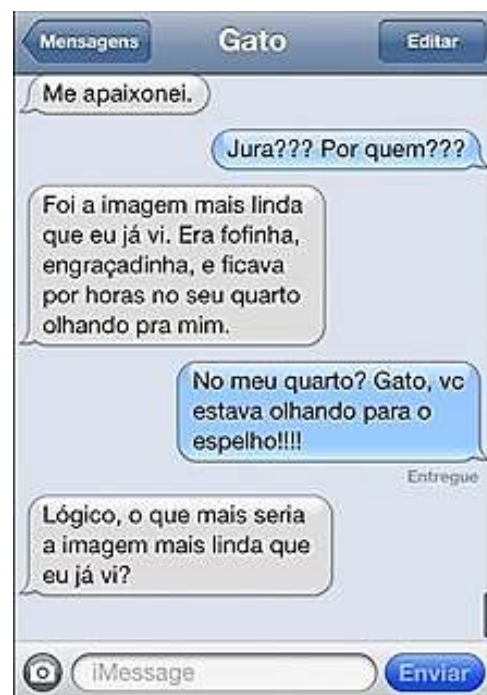 Mensagens
Gato
Editar
Me apaixonei.
Jura??? Por quem???
Foi a imagem mais linda
que eu já vi. Era fofinha,
engraçadinha, e ficava
por horas no seu quarto
olhando pra mim.
No meu quarto? Gato, vc
estava olhando para o
espelho!!!!
Entregue
Lógico, o que mais seria
a imagem mais linda que
eu já vi?
iMessage
Enviar